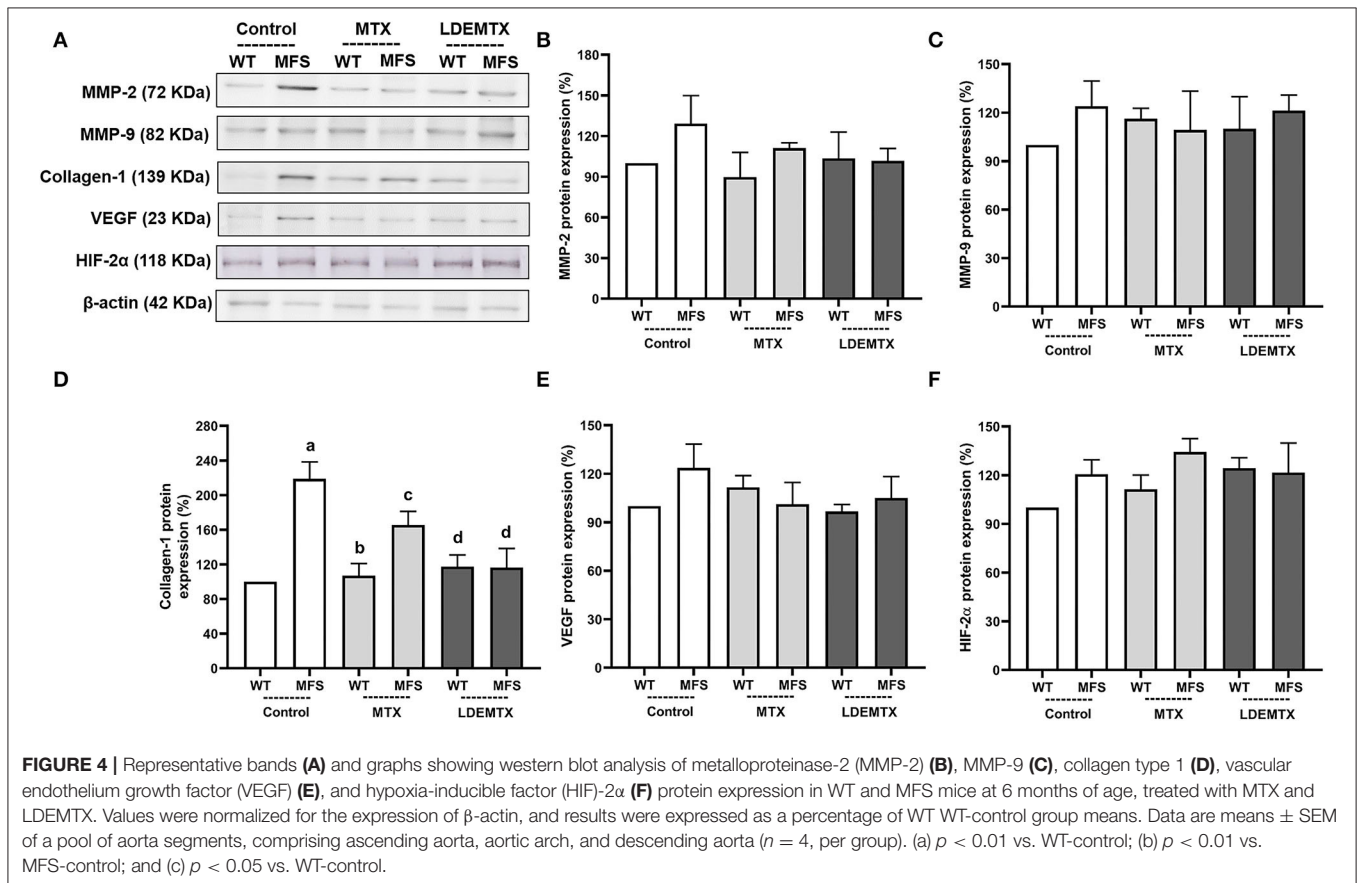 A
Control MTX LDEMTX
-------- -------- --------
WT MFS WT MFS WT MFS
MMP-2 (72 KDa)
MMP-9 (82 KDa)
Collagen-1 (139 KDa)
VEGF (23 KDa)
HIF-2α (118 KDa)
β-actin (42 KDa)
B
MMP-2 protein expression (%)
180
150
120
90
60
30
0
WT MFS WT MFS WT MFS
Control MTX LDEMTX
C
MMP-9 protein expression (%)
150
120
90
60
30
0
WT MFS WT MFS WT MFS
Control MTX LDEMTX
D
Collagen-1 protein
expression (%)
280
240
200
160
120
80
40
0
a
b
c
d
d
WT MFS WT MFS WT MFS
Control MTX LDEMTX
E
VEGF protein expression (%)
150
120
90
60
30
0
WT MFS WT MFS WT MFS
Control MTX LDEMTX
F
HIF-2α protein expression (%)
150
120
90
60
30
0
WT MFS WT MFS WT MFS
Control MTX LDEMTX
FIGURE 4 | Representative bands (A) and graphs showing western blot analysis of metalloproteinase-2 (MMP-2) (B), MMP-9 (C), collagen type 1 (D), vascular
endothelium growth factor (VEGF) (E), and hypoxia-inducible factor (HIF)-2α (F) protein expression in WT and MFS mice at 6 months of age, treated with MTX and
LDEMTX. Values were normalized for the expression of β-actin, and results were expressed as a percentage of WT WT-control group means. Data are means ± SEM
of a pool of aorta segments, comprising ascending aorta, aortic arch, and descending aorta (n = 4, per group). (a) p < 0.01 vs. WT-control; (b) p < 0.01 vs.
MFS-control; and (c) p < 0.05 vs. WT-control.